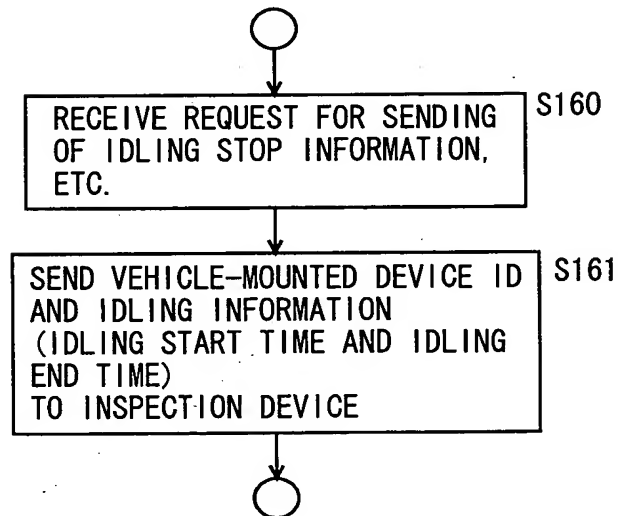 RECEIVE REQUEST FOR SENDING
OF IDLING STOP INFORMATION,
ETC.
S160
SEND VEHICLE-MOUNTED DEVICE ID
AND IDLING INFORMATION
(IDLING START TIME AND IDLING
END TIME)
TO INSPECTION DEVICE
S161